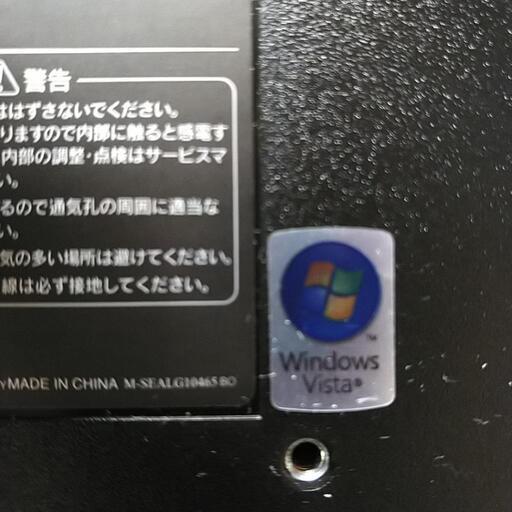 警告
はずさないでください。
りますので内部に触ると感電す
内部の調整・点検はサービスマ
い。
るので通気孔の周囲に適当な
い。
気の多い場所は避けてください。
線は必ず接地してください。
MADE IN CHINA M-SEALG10465 BO
Windows
Vista®
™